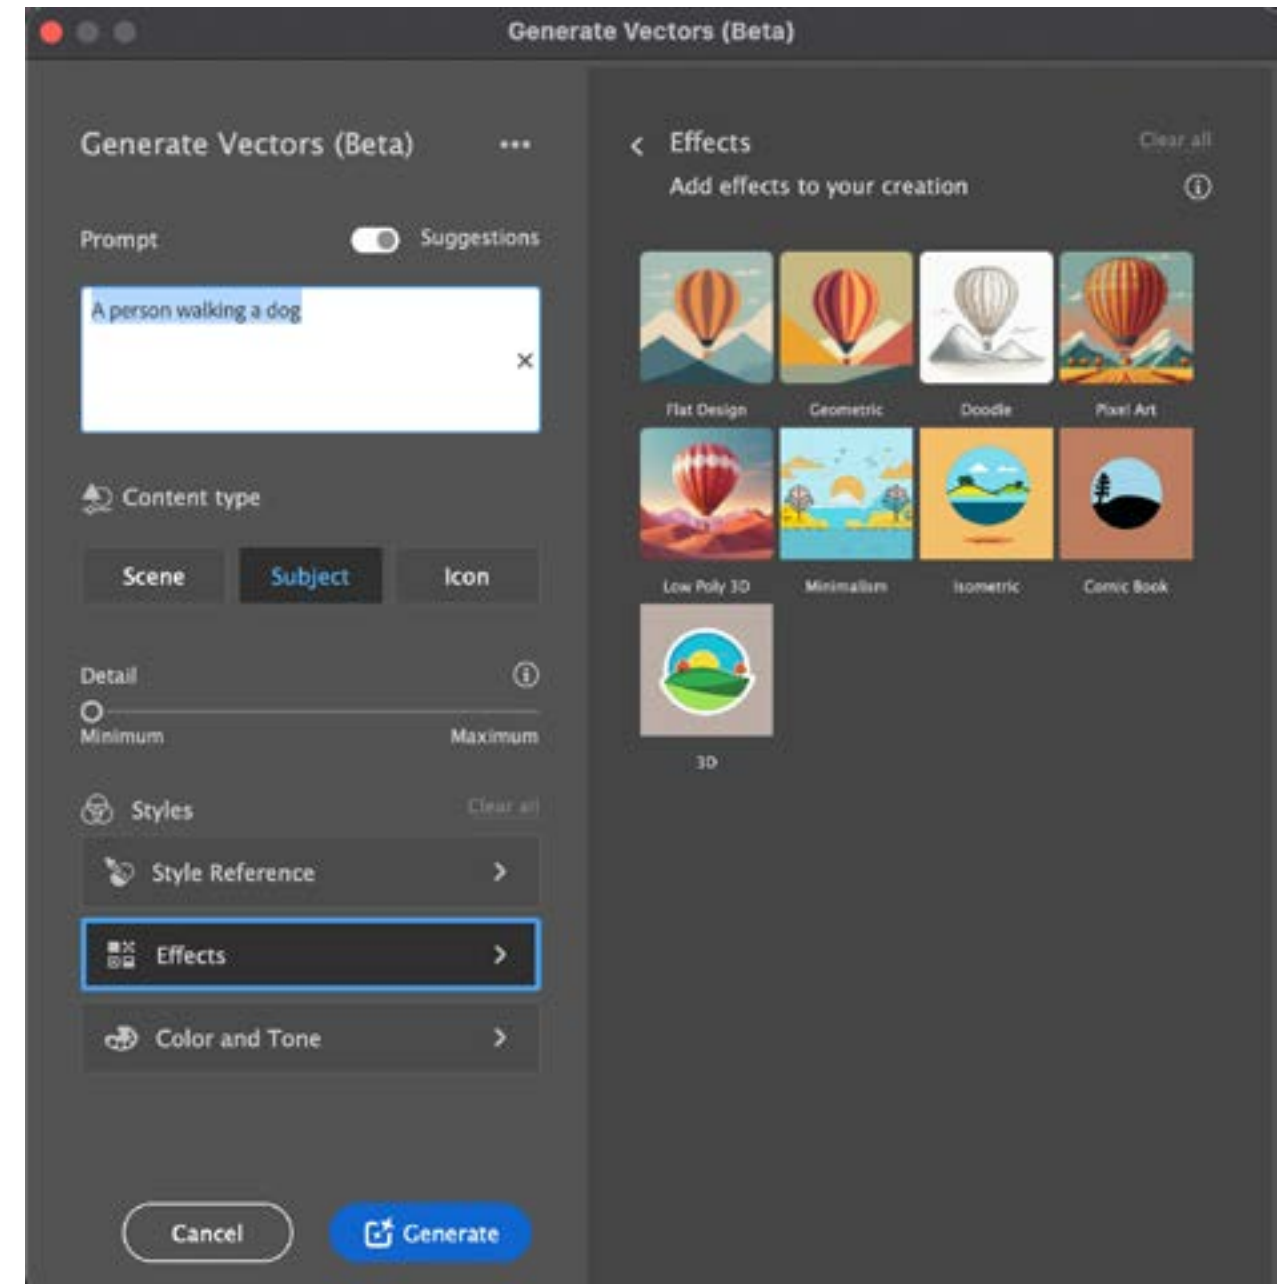 Generate Vectors (Beta)
Generate Vectors (Beta)
Prompt
Suggestions
A person walking a dog
Content type
Scene
Subject
Icon
Detail
Minimum
Maximum
Styles
Clear all
Style Reference
Effects
Color and Tone
Cancel
Generate
Effects
Clear all
Add effects to your creation
Flat Design
Geometric
Doodle
Pixel Art
Low Poly 3D
Minimalism
Isometric
Comic Book
3D